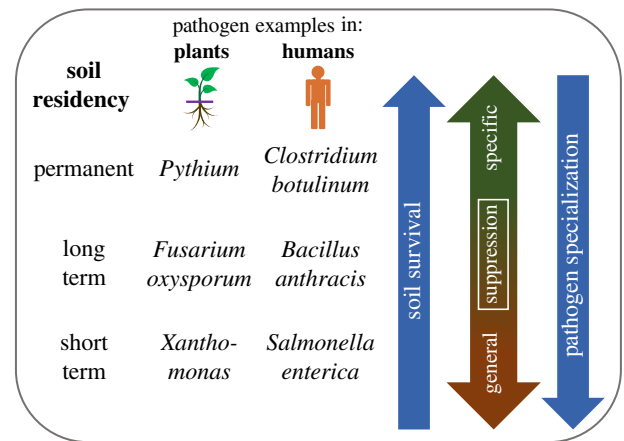 pathogen examples in:
plants humans
soil
residency
permanent Pythium Clostridium
botulinum
long Fusarium Bacillus
term oxysporum anthracis
short Xantho- Salmonella
term monas enterica
soil survival
specific
suppression
general
pathogen specialization